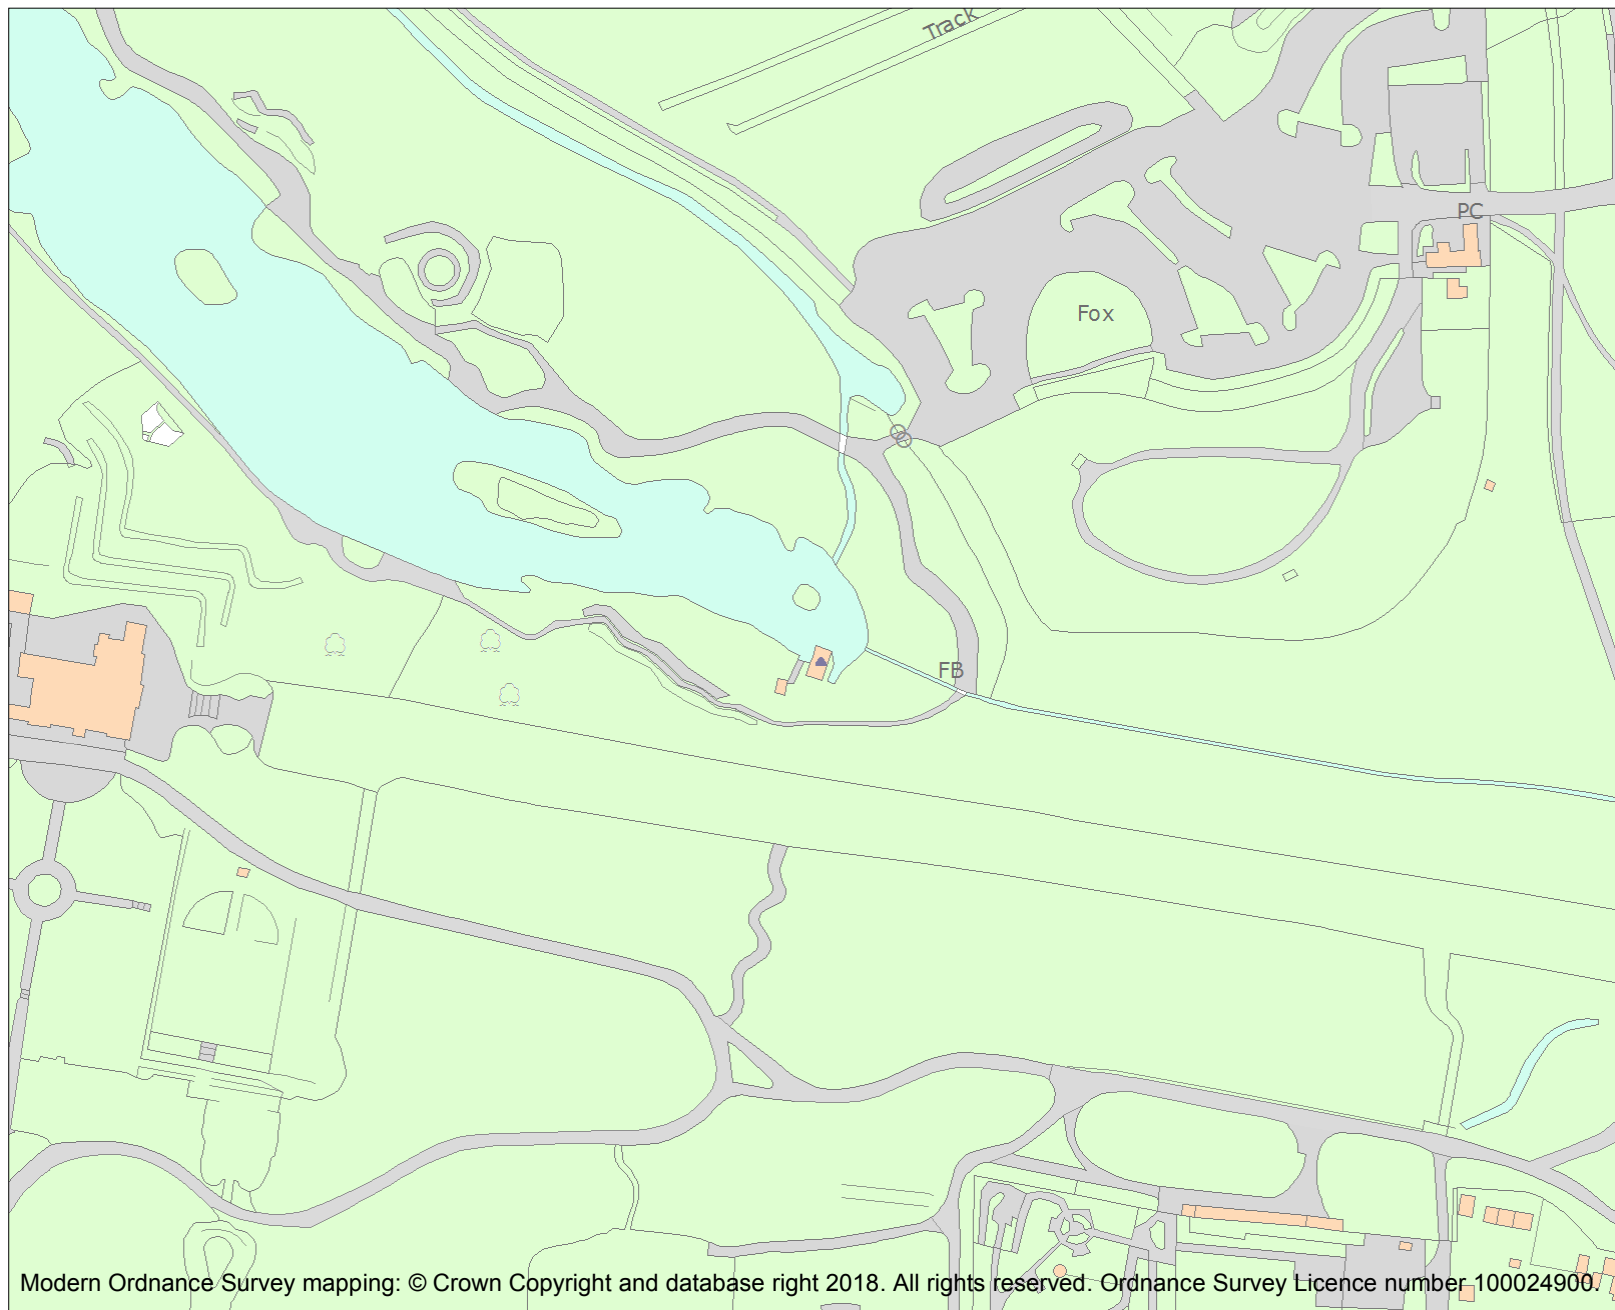 Track
PC
Fox
FB
Modern Ordnance Survey mapping: © Crown Copyright and database right 2018. All rights reserved. Ordnance Survey Licence number 100024900.